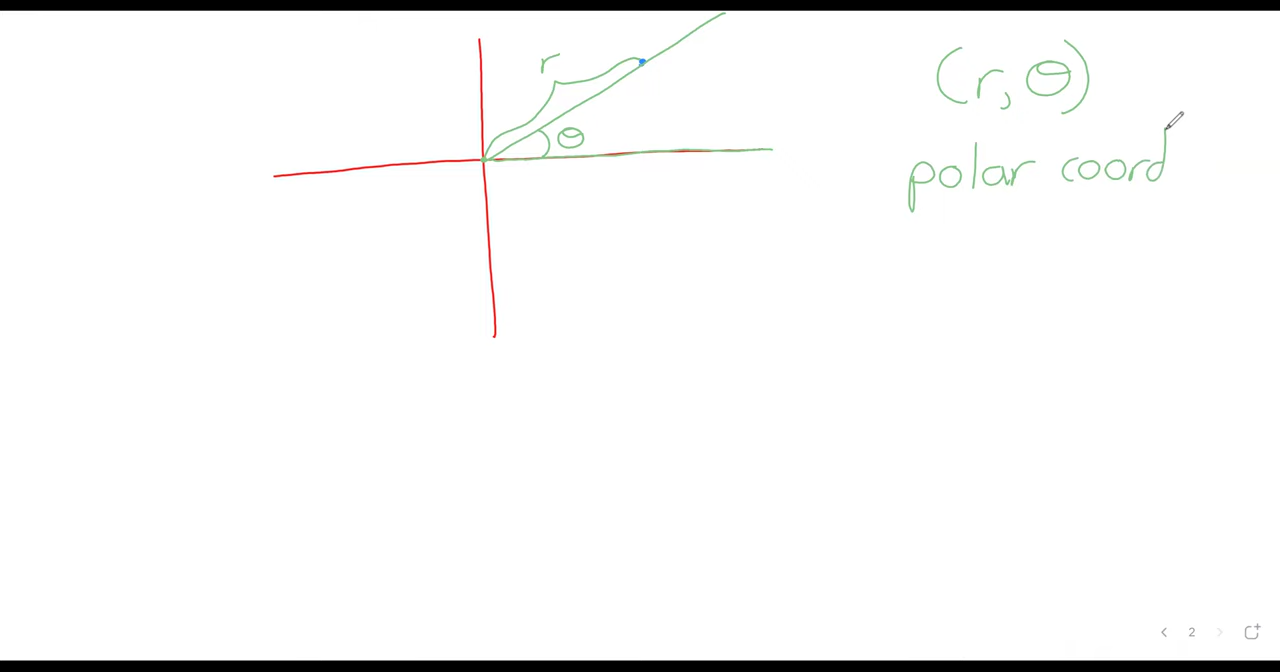 r
θ
(r, θ)
polar coord
2